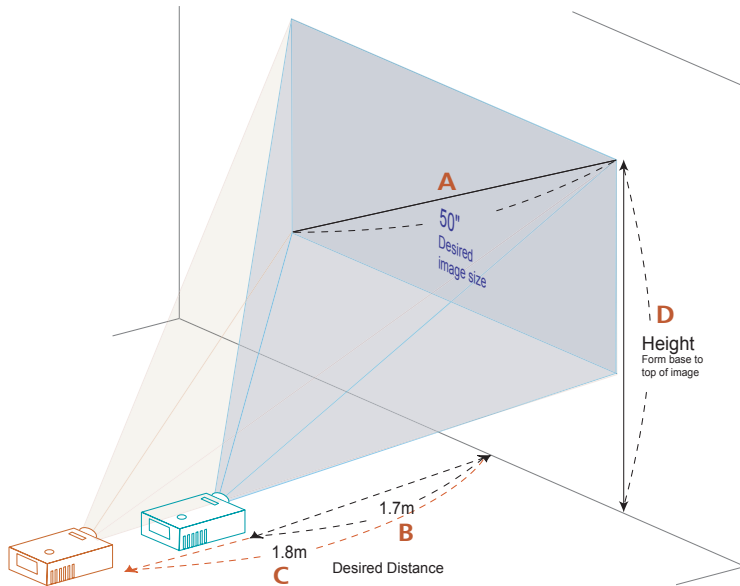 A
50"
Desired
image size
D
Height
Form base to
top of image
1.7m
B
1.8m
C
Desired Distance